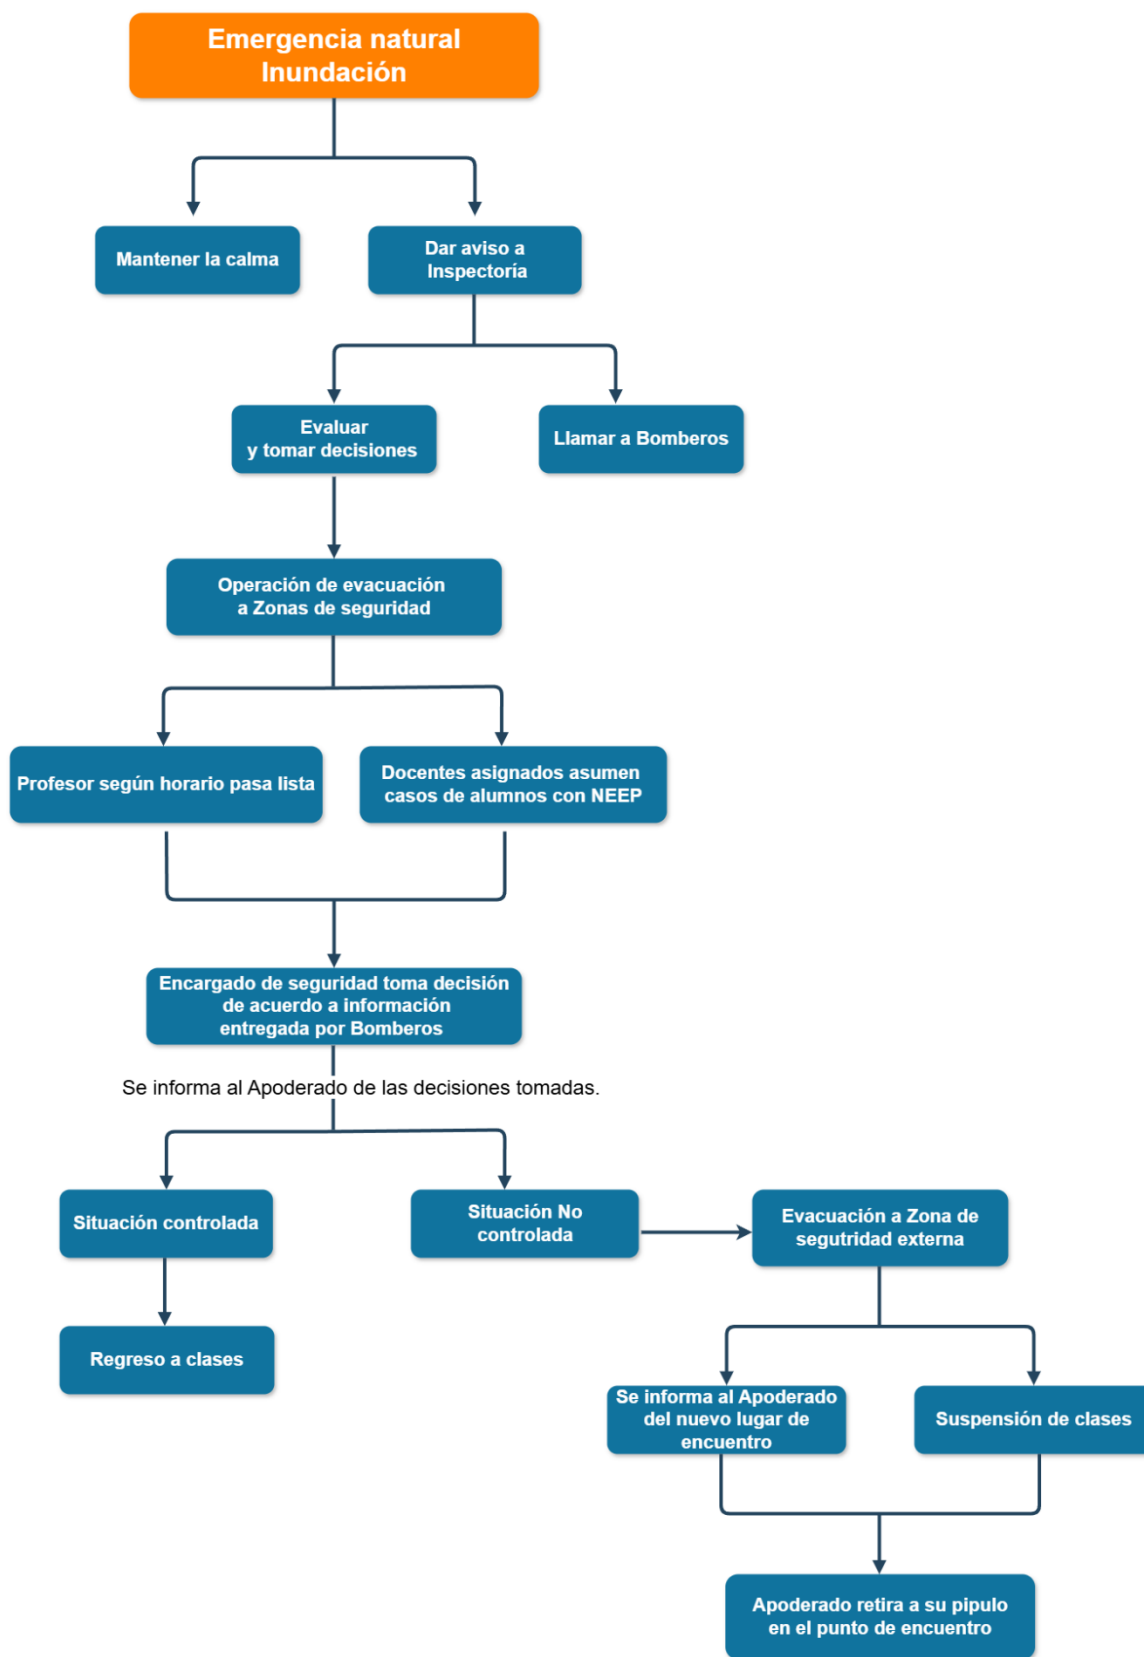 Emergencia natural
Inundación
Mantener la calma
Dar aviso a
Inspectoría
Evaluar
y tomar decisiones
Llamar a Bomberos
Operación de evacuación
a Zonas de seguridad
Profesor según horario pasa lista
Docentes asignados asumen
casos de alumnos con NEEP
Encargado de seguridad toma decisión
de acuerdo a información
entregada por Bomberos
Se informa al Apoderado de las decisiones tomadas.
Situación controlada
Situación No
controlada
Evacuación a Zona de
segutridad externa
Regreso a clases
Se informa al Apoderado
del nuevo lugar de
encuentro
Suspensión de clases
Apoderado retira a su pipulo
en el punto de encuentro